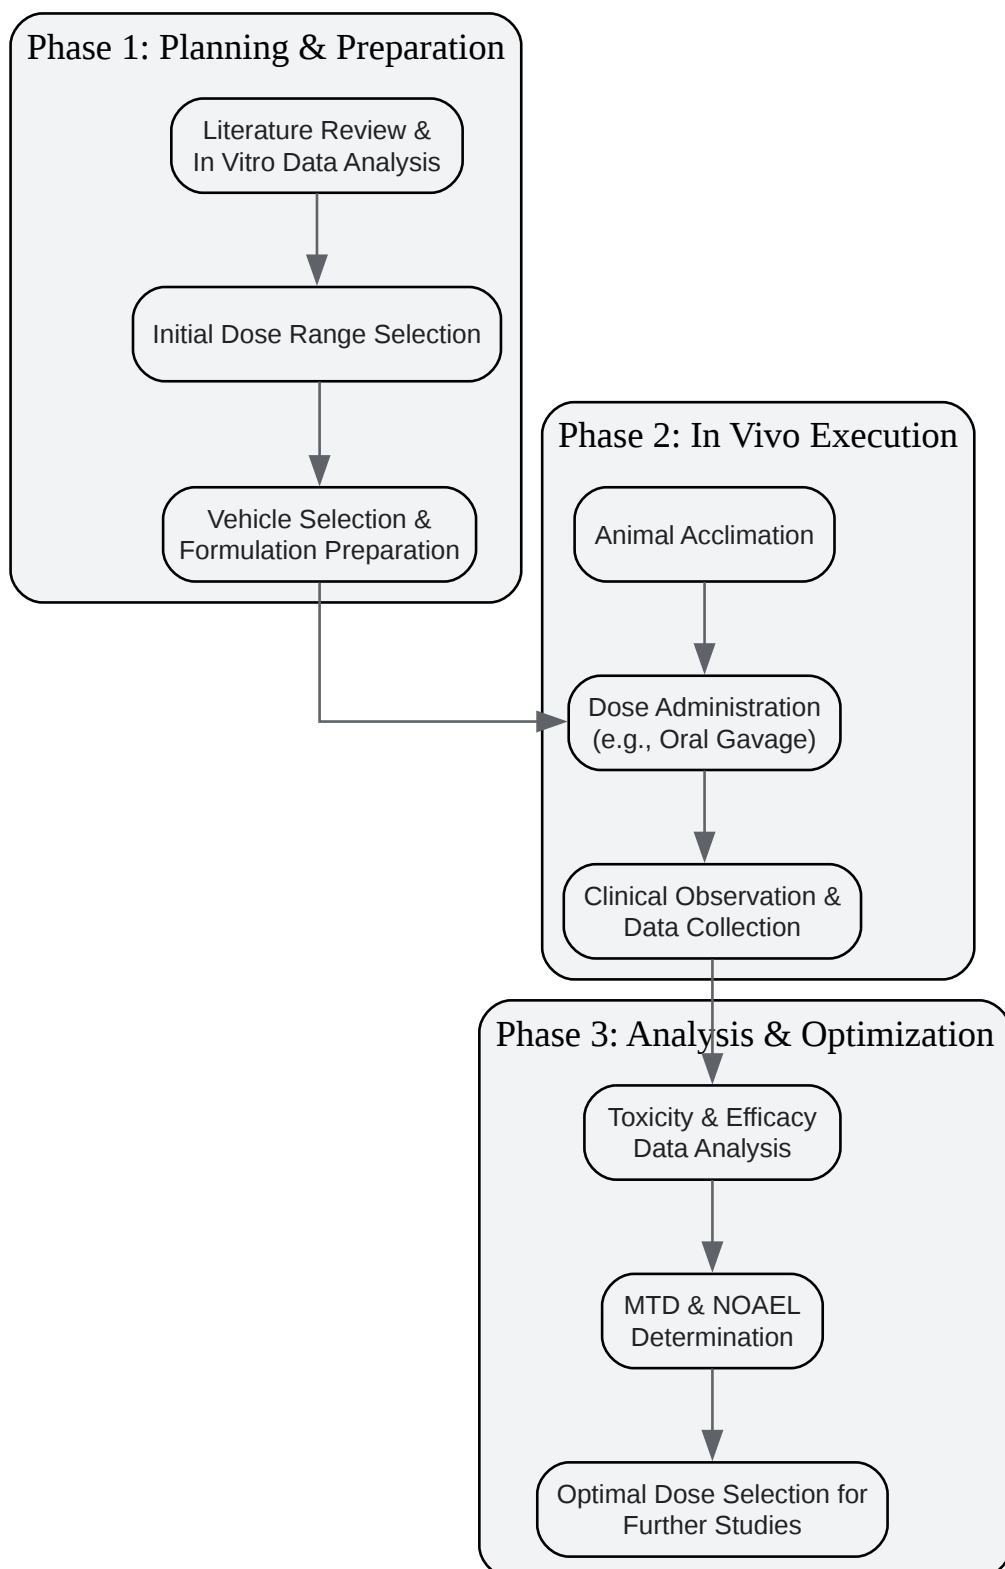 Phase 1: Planning & Preparation
Literature Review &
In Vitro Data Analysis
Initial Dose Range Selection
Vehicle Selection &
Formulation Preparation
Phase 2: In Vivo Execution
Animal Acclimation
Dose Administration
(e.g., Oral Gavage)
Clinical Observation &
Data Collection
Phase 3: Analysis & Optimization
Toxicity & Efficacy
Data Analysis
MTD & NOAEL
Determination
Optimal Dose Selection for
Further Studies